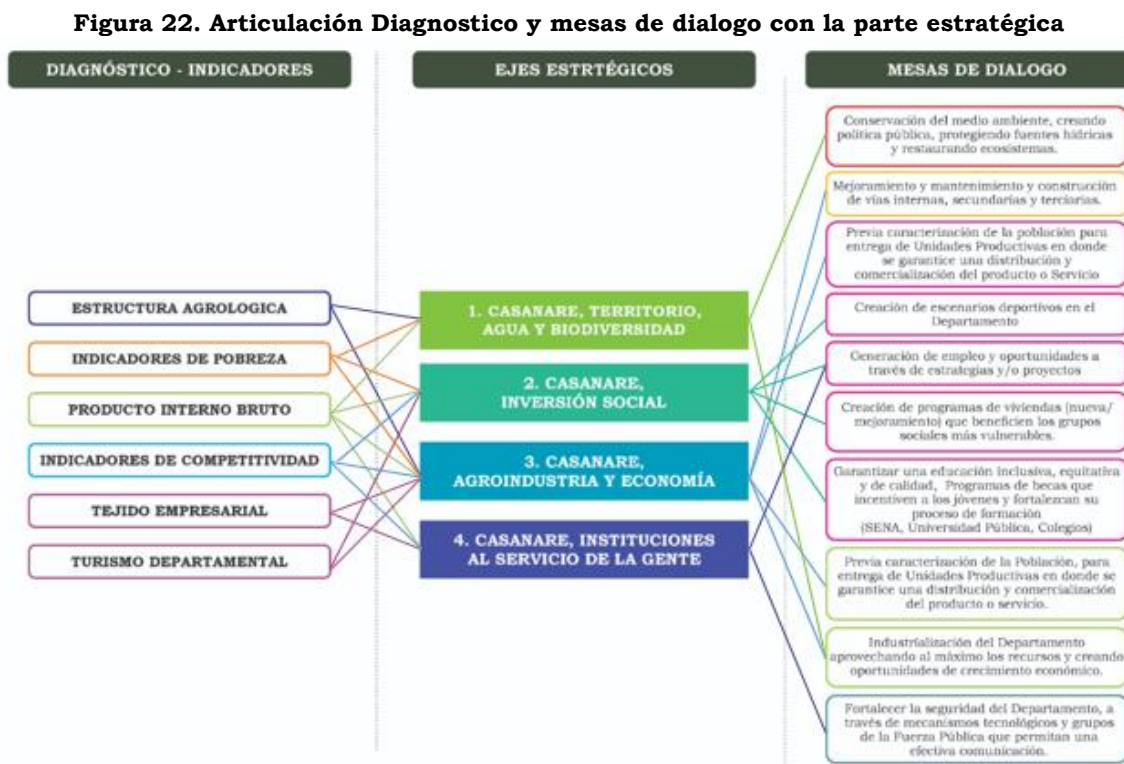 Figura 22. Articulación Diagnostico y mesas de dialogo con la parte estratégica
DIAGNÓSTICO - INDICADORES
EJES ESTRTÉGICOS
MESAS DE DIALOGO
ESTRUCTURA AGROLOGICA
INDICADORES DE POBREZA
PRODUCTO INTERNO BRUTO
INDICADORES DE COMPETITIVIDAD
TEJIDO EMPRESARIAL
TURISMO DEPARTAMENTAL
1. CASANARE, TERRITORIO,
AGUA Y BIODIVERSIDAD
2. CASANARE,
INVERSIÓN SOCIAL
3. CASANARE,
AGROINDUSTRIA Y ECONOMÍA
4. CASANARE, INSTITUCIONES
AL SERVICIO DE LA GENTE
Conservación del medio ambiente, creando
política pública, protegiendo fuentes hídricas
y restaurando ecosistemas.
Mejoramiento y mantenimiento y construcción
de vías internas, secundarias y terciarias.
Previa caracterización de la población para
entrega de Unidades Productivas en donde
se garantice una distribución y
comercialización del producto o Servicio
Creación de escenarios deportivos en el
Departamento
Generación de empleo y oportunidades a
través de estrategias y/o proyectos
Creación de programas de viviendas (nueva/
mejoramiento) que beneficien los grupos
sociales más vulnerables.
Garantizar una educación inclusiva, equitativa
y de calidad, Programas de becas que
incentiven a los jóvenes y fortalezcan su
proceso de formación
(SENA, Universidad Pública, Colegios)
Previa caracterización de la Población, para
entrega de Unidades Productivas en donde se
garantice una distribución y comercialización
del producto o servicio.
Industrialización del Departamento
aprovechando al máximo los recursos y creando
oportunidades de crecimiento económico.
Fortalecer la seguridad del Departamento, a
través de mecanismos tecnológicos y grupos
de la Fuerza Pública que permitan una
efectiva comunicación.